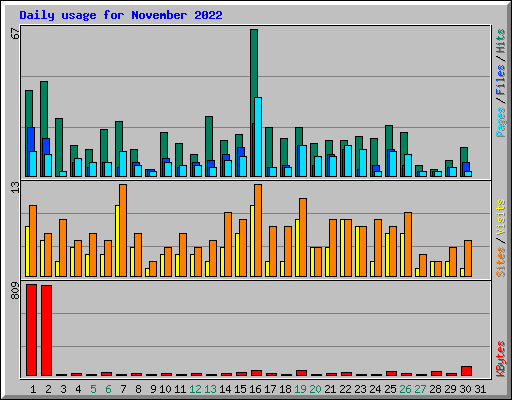 Daily usage for November 2022
67
Pages / Files / Hits
13
Sites / Visits
809
KBytes
1 2 3 4 5 6 7 8 9 10 11 12 13 14 15 16 17 18 19 20 21 22 23 24 25 26 27 28 29 30 31